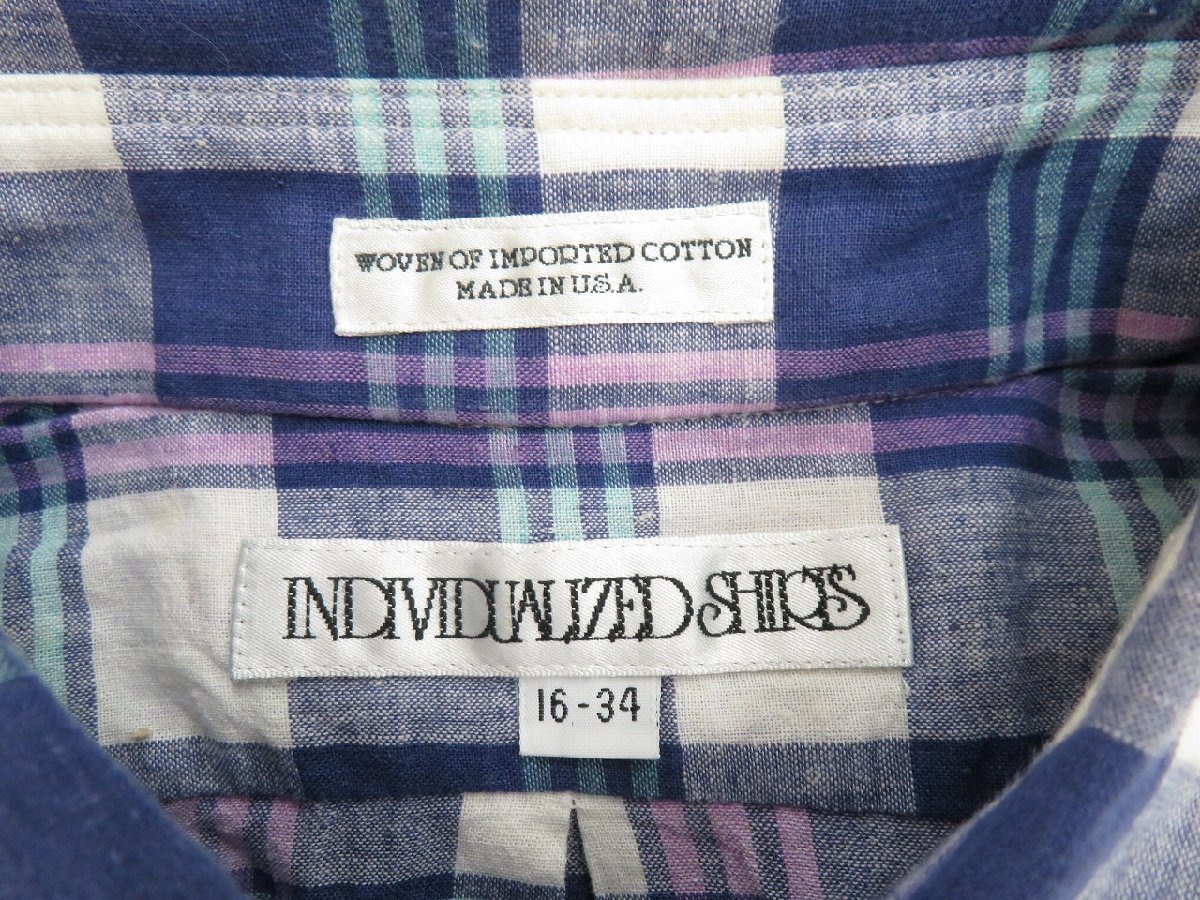 WOVEN OF IMPORTED COTTON
MADE IN U.S.A.
INDIVIDUALIZED SHIRTS
16-34